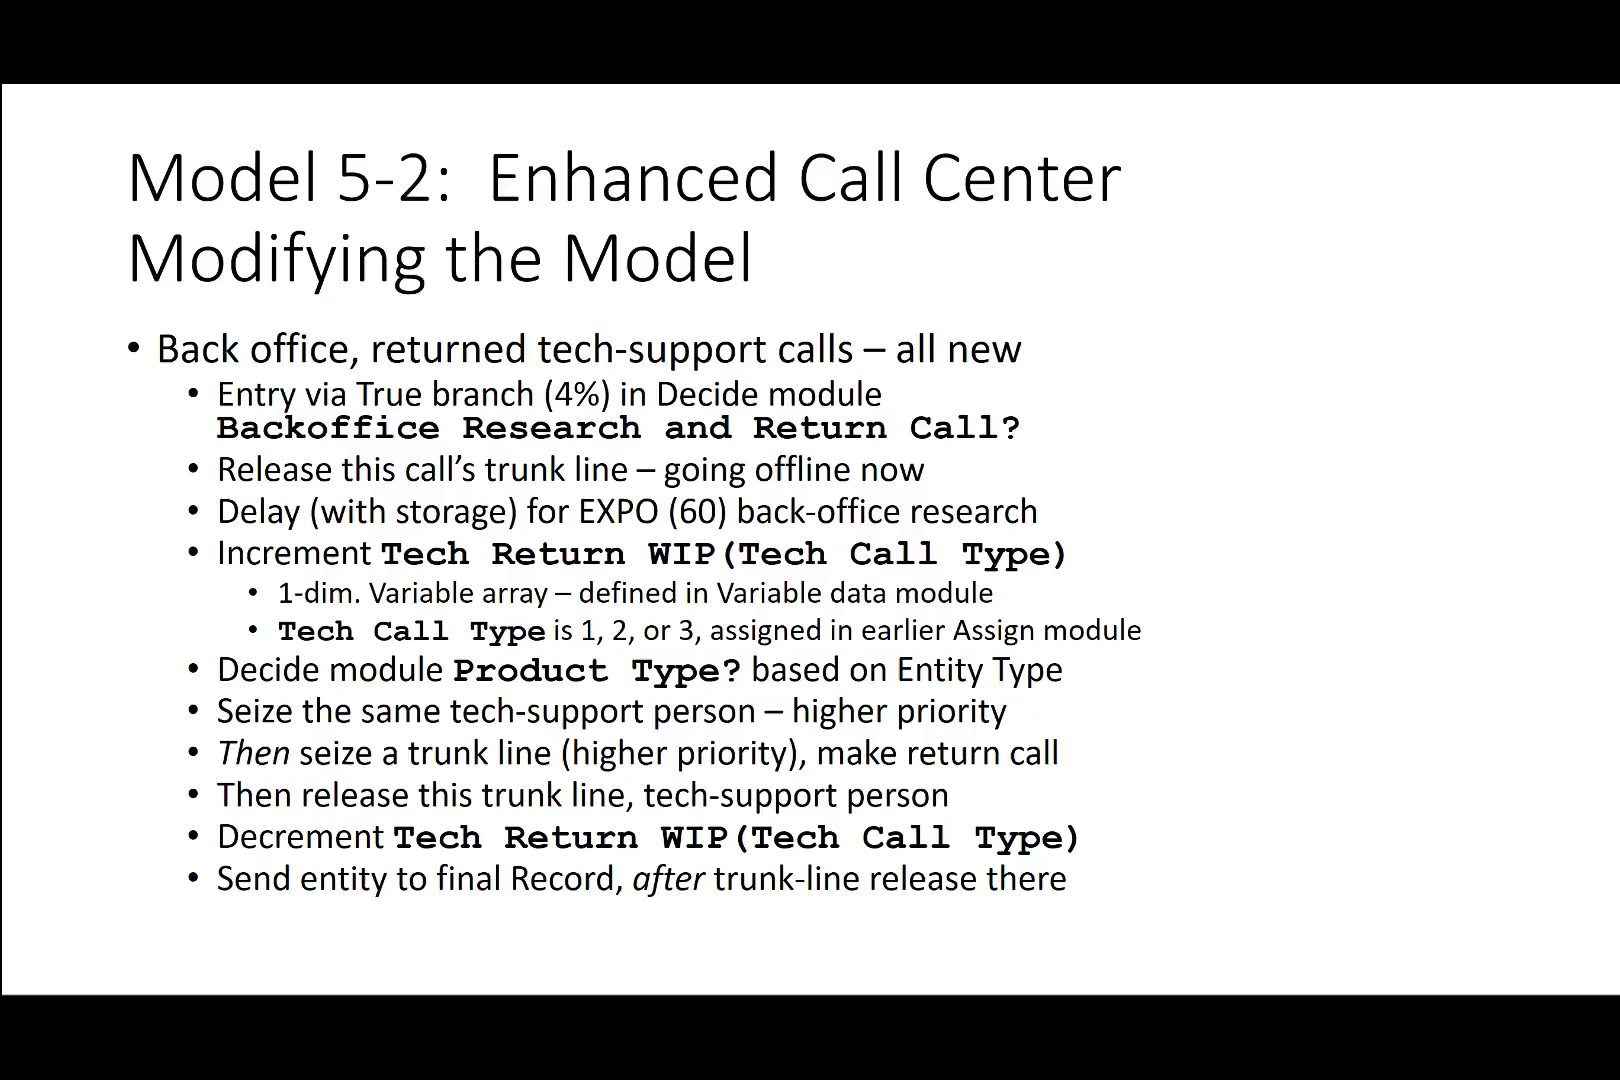 Model 5-2:  Enhanced Call Center
Modifying the Model
• Back office, returned tech-support calls – all new
• Entry via True branch (4%) in Decide module
Backoffice Research and Return Call?
• Release this call’s trunk line – going offline now
• Delay (with storage) for EXPO (60) back-office research
• Increment Tech Return WIP(Tech Call Type)
• 1-dim. Variable array – defined in Variable data module
• Tech Call Type is 1, 2, or 3, assigned in earlier Assign module
• Decide module Product Type? based on Entity Type
• Seize the same tech-support person – higher priority
• Then seize a trunk line (higher priority), make return call
• Then release this trunk line, tech-support person
• Decrement Tech Return WIP(Tech Call Type)
• Send entity to final Record, after trunk-line release there